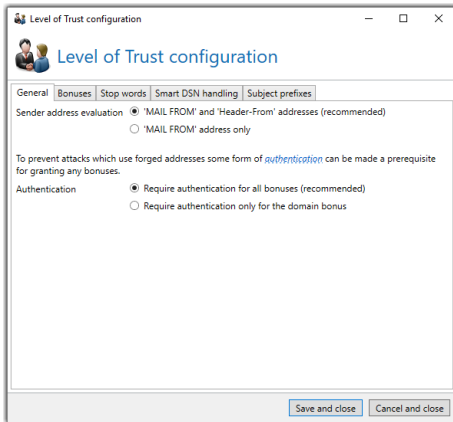 Level of Trust configuration
Level of Trust configuration
General Bonuses Stop words Smart DSN handling Subject prefixes
Sender address evaluation 'MAIL FROM' and 'Header-From' addresses (recommended)
'MAIL FROM' address only
To prevent attacks which use forged addresses some form of authentication can be made a prerequisite
for granting any bonuses.
Authentication Require authentication for all bonuses (recommended)
Require authentication only for the domain bonus
Save and close Cancel and close